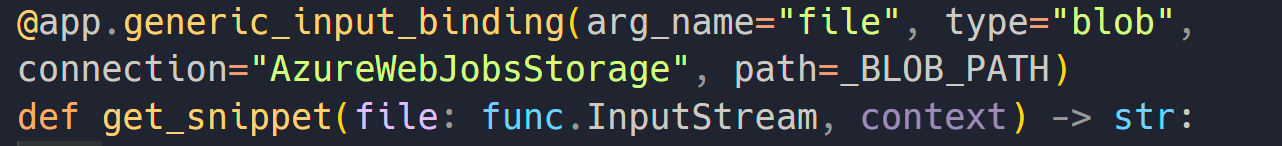 @app.generic_input_binding(arg_name="file", type="blob",
connection="AzureWebJobsStorage", path=_BLOB_PATH)
def get_snippet(file: func.InputStream, context) -> str: